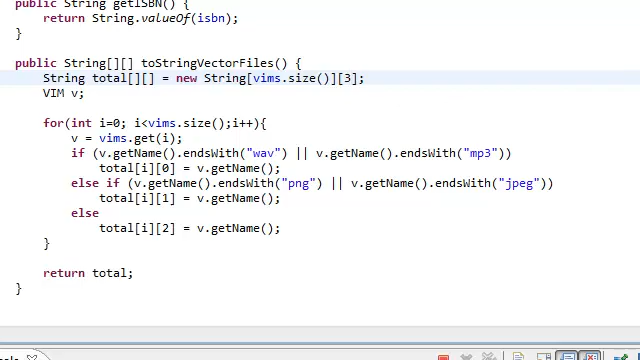 public String getISBN() {
return String.valueOf(isbn);
}
public String[][] toStringVectorFiles() {
String total[][] = new String[vims.size()][3];
VIM v;
for(int i=0; i<vims.size();i++){
v = vims.get(i);
if (v.getName().endsWith("wav") || v.getName().endsWith("mp3"))
total[i][0] = v.getName();
else if (v.getName().endsWith("png") || v.getName().endsWith("jpeg"))
total[i][1] = v.getName();
else
total[i][2] = v.getName();
}
return total;
}